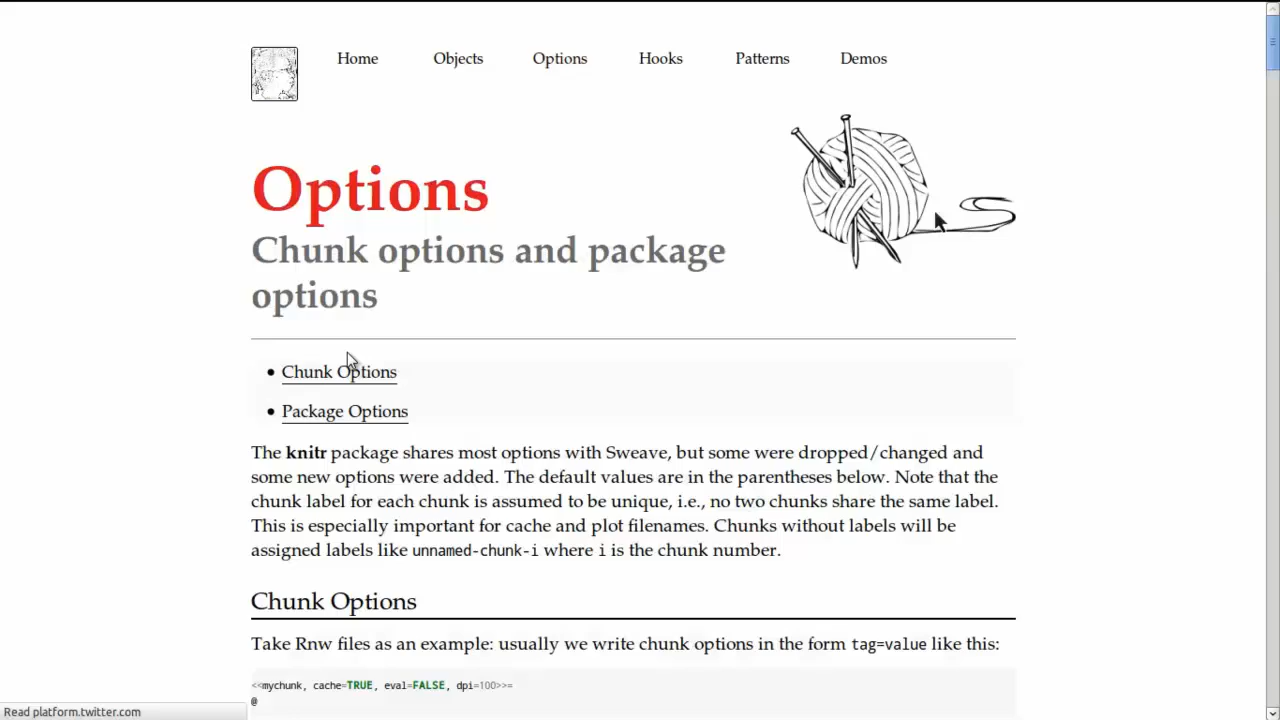 Home Objects Options Hooks Patterns Demos
Options
Chunk options and package
options
• Chunk Options
• Package Options
The knitr package shares most options with Sweave, but some were dropped/changed and
some new options were added. The default values are in the parentheses below. Note that the
chunk label for each chunk is assumed to be unique, i.e., no two chunks share the same label.
This is especially important for cache and plot filenames. Chunks without labels will be
assigned labels like unnamed-chunk-i where i is the chunk number.
Chunk Options
Take Rnw files as an example: usually we write chunk options in the form tag=value like this:
<<mychunk, cache=TRUE, eval=FALSE, dpi=100>>=
@
Read platform.twitter.com